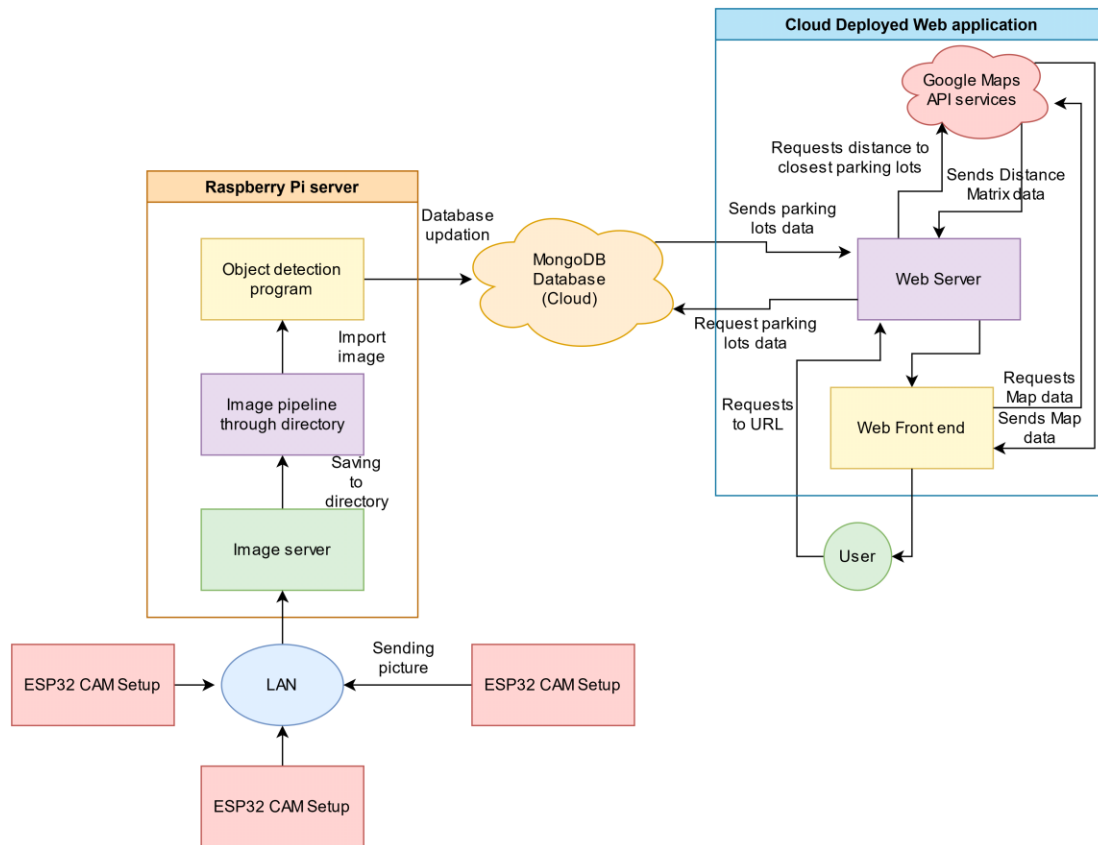 Cloud Deployed Web application
Google Maps
API services
Requests distance to
closest parking lots
Sends Distance
Matrix data
Raspberry Pi server
Database
updation
Sends parking
lots data
Object detection
program
MongoDB
Database
(Cloud)
Web Server
Request parking
lots data
Import
image
Image pipeline
through directory
Requests
to URL
Web Front end
Requests
Map data
Sends Map
data
Saving
to
directory
Image server
User
ESP32 CAM Setup
LAN
Sending
picture
ESP32 CAM Setup
ESP32 CAM Setup